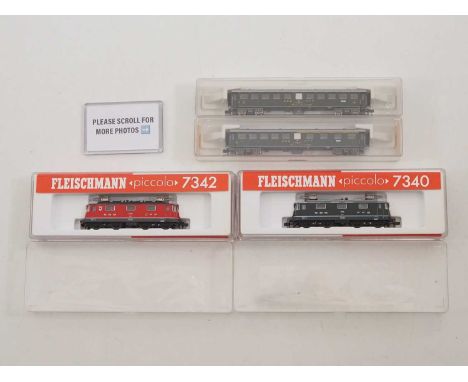 PLEASE SCROLL FOR
MORE PHOTOS
FLEISCHMANN piccolo 7342
FLEISCHMANN piccolo 7340